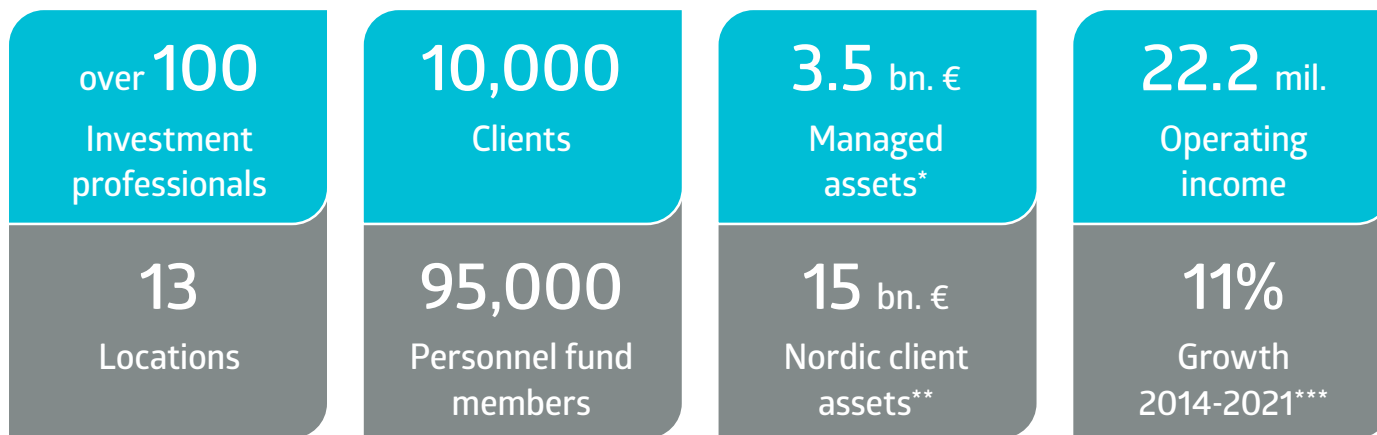 over 100
Investment
professionals
13
Locations
10,000
Clients
95,000
Personnel fund
members
3.5 bn. €
Managed
assets*
15 bn. €
Nordic client
assets**
22.2 mil.
Operating
income
11%
Growth
2014-2021***